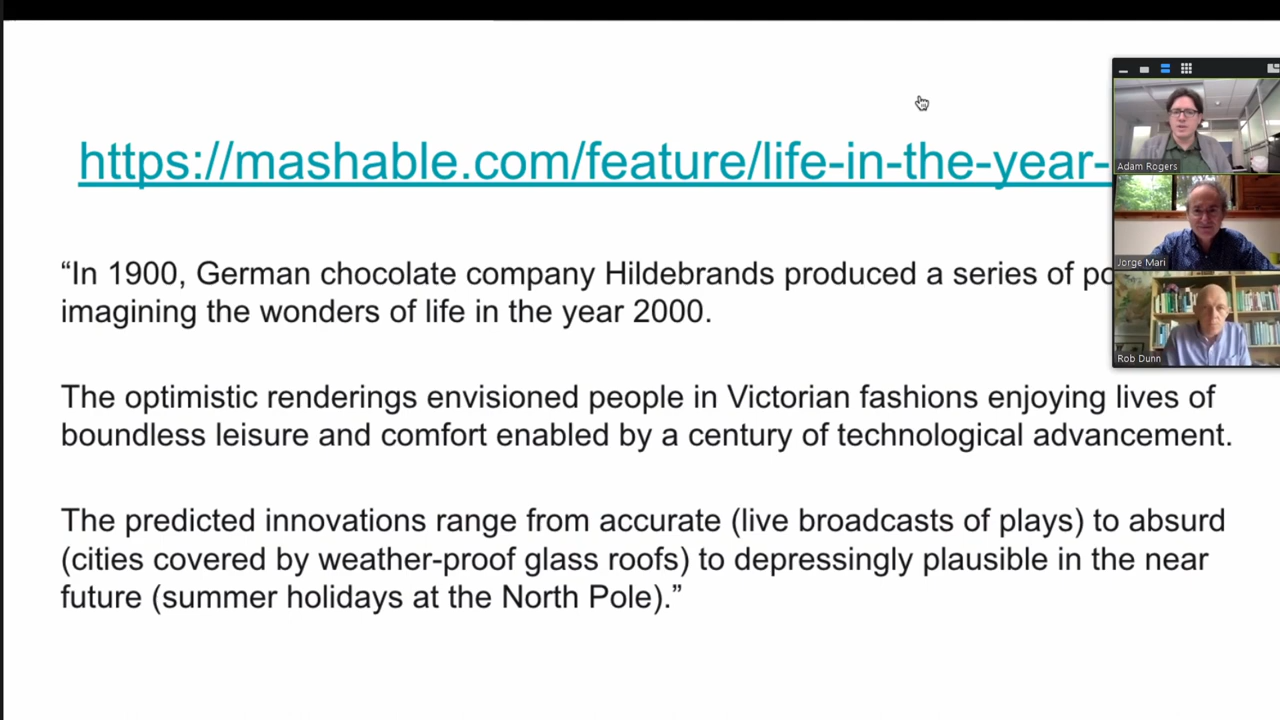 https://mashable.com/feature/life-in-the-year-
“In 1900, German chocolate company Hildebrands produced a series of
imagining the wonders of life in the year 2000.
The optimistic renderings envisioned people in Victorian fashions enjoying lives of
boundless leisure and comfort enabled by a century of technological advancement.
The predicted innovations range from accurate (live broadcasts of plays) to absurd
(cities covered by weather-proof glass roofs) to depressingly plausible in the near
future (summer holidays at the North Pole).”
Adam Rogers
Jorge Mari
Rob Dunn